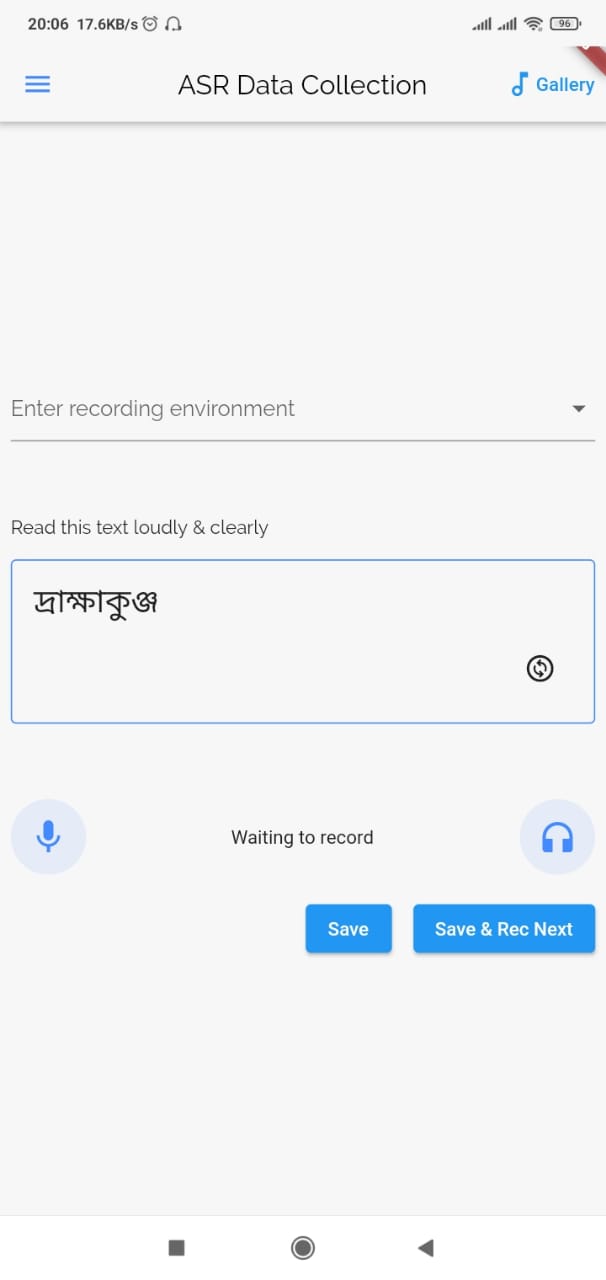 20:06 17.6KB/s 96
ASR Data Collection Gallery
Enter recording environment
Read this text loudly & clearly
দ্রাক্ষাকুঞ্জ
Waiting to record
Save Save & Rec Next